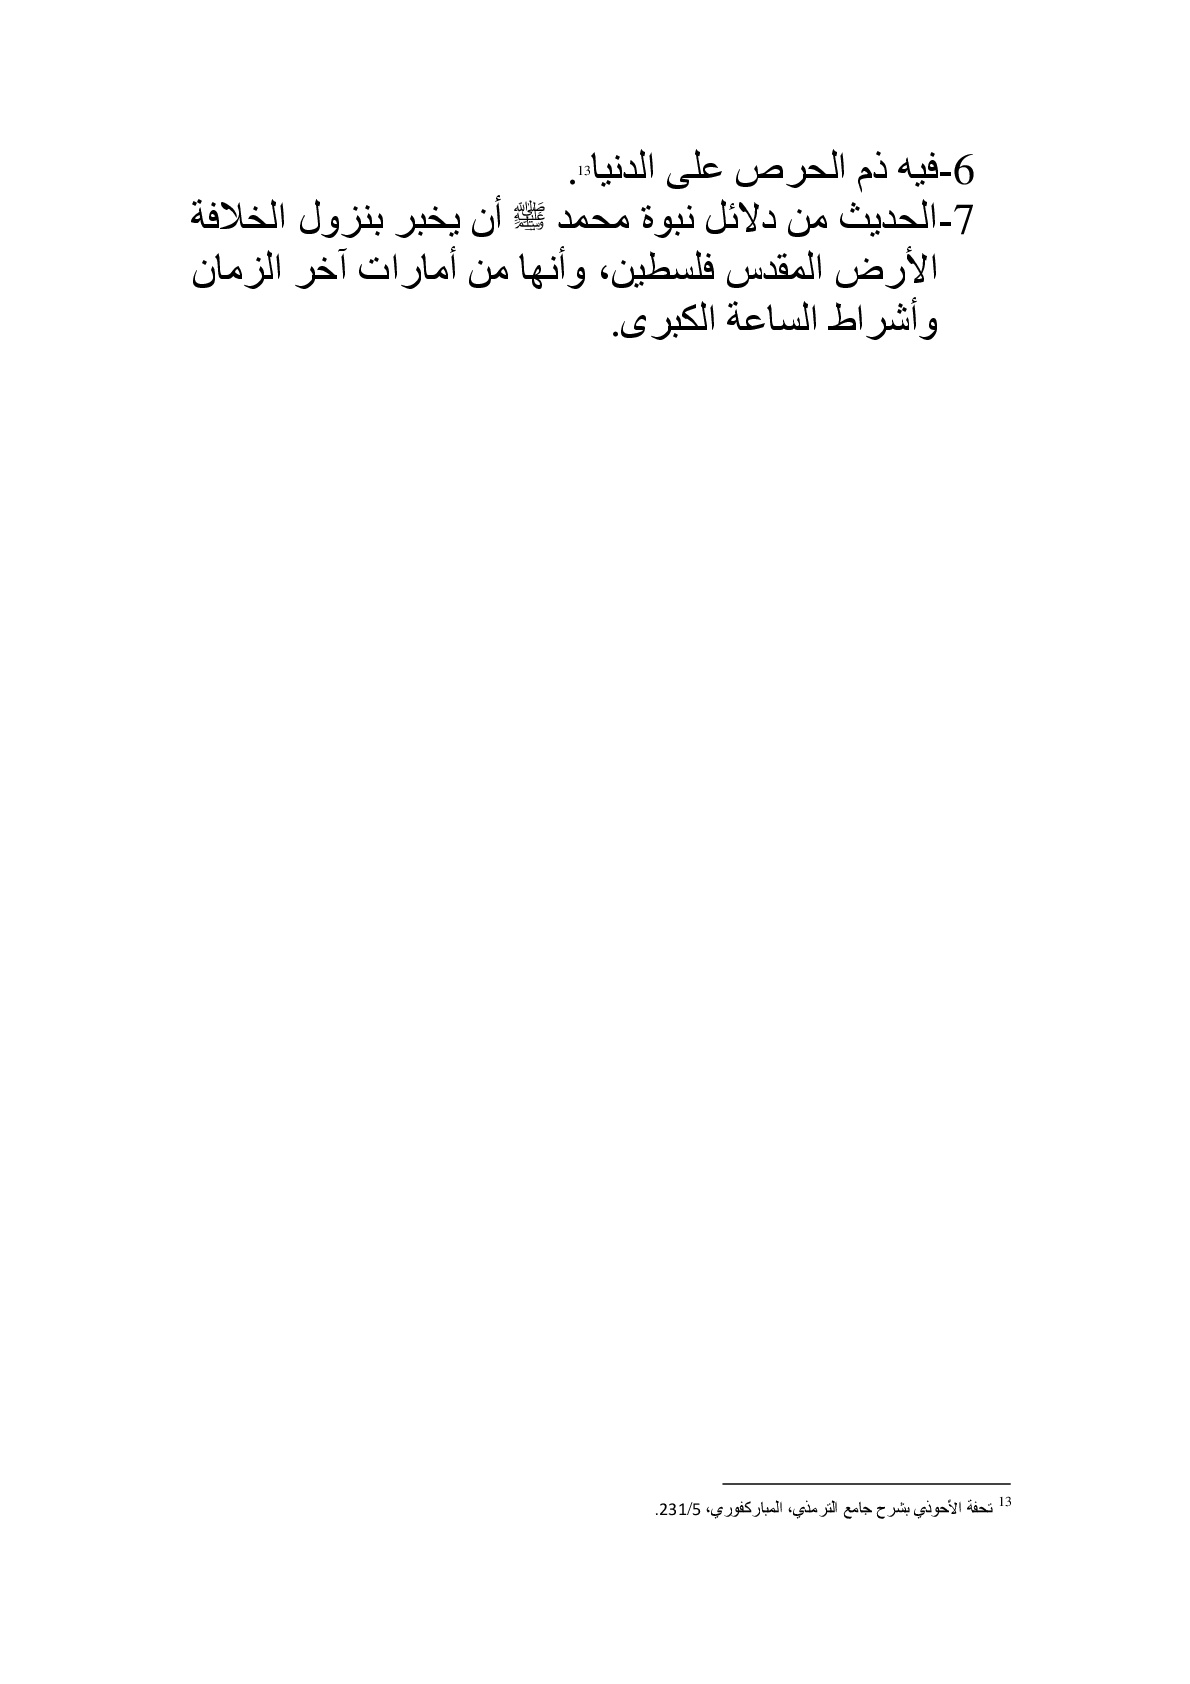 6-فيه ذم الحرص على الدنيا13.
7-الحديث من دلائل نبوة محمد ﷺ أن يخبر بنزول الخلافة
الأرض المقدس فلسطين، وأنها من أمارات آخر الزمان
وأشراط الساعة الكبرى.
13 تحفة الأحوذي بشرح جامع الترمذي، المباركفوري، 231/5.